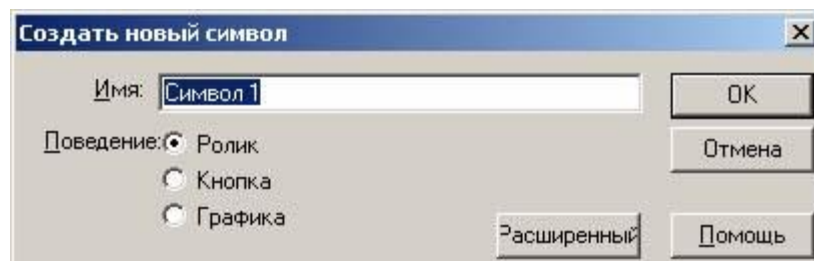 Создать новый символ
Имя: Символ 1
OK
Поведение: Ролик
Отмена
Кнопка
Графика
Расширенный
Помощь